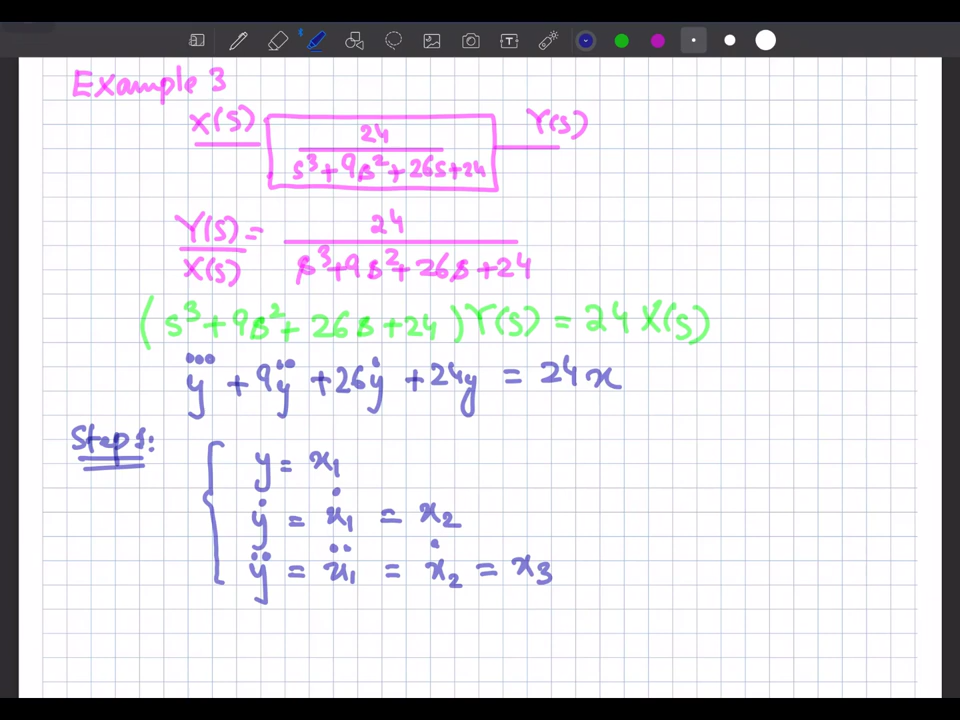 Example 3
X(s) 24 Y(s)
s³+9s²+26s+24
Y(s) = 24
X(s) s³+9s²+26s+24
(s³+9s²+26s+24)Y(s) = 24X(s)
y⃛ + 9ÿ + 26ẏ + 24y = 24x
Step 1:
y = x₁
ẏ = ẋ₁ = x₂
ÿ = ẍ₁ = ẋ₂ = x₃